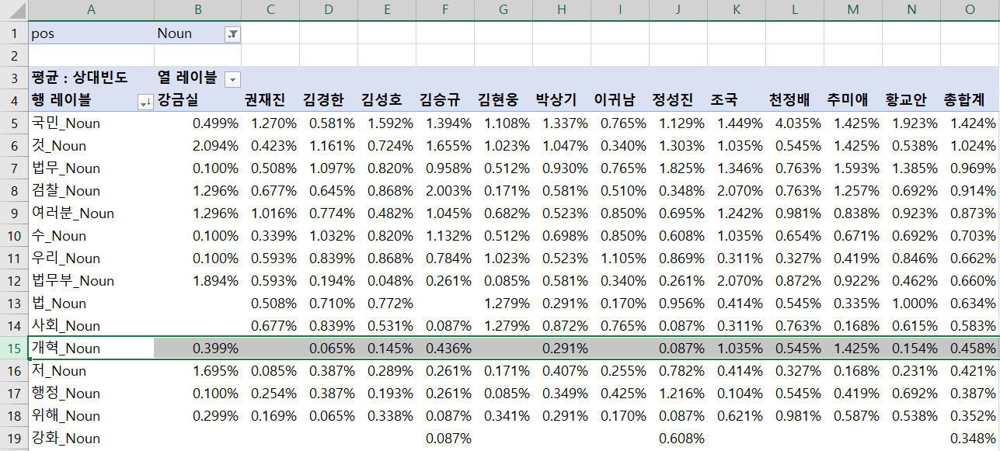 A B C D E F G H I J K L M N O
1 pos Noun
2
3 평균 : 상대빈도 열 레이블
4 행 레이블 강금실 권재진 김경한 김성호 김승규 김현웅 박상기 이귀남 정성진 조국 천정배 추미애 황교안 총합계
5 국민_Noun 0.499% 1.270% 0.581% 1.592% 1.394% 1.108% 1.337% 0.765% 1.129% 1.449% 4.035% 1.425% 1.923% 1.424%
6 것_Noun 2.094% 0.423% 1.161% 0.724% 1.655% 1.023% 1.047% 0.340% 1.303% 1.035% 0.545% 1.425% 0.538% 1.024%
7 법무_Noun 0.100% 0.508% 1.097% 0.820% 0.958% 0.512% 0.930% 0.765% 1.825% 1.346% 0.763% 1.593% 1.385% 0.969%
8 검찰_Noun 1.296% 0.677% 0.645% 0.868% 2.003% 0.171% 0.581% 0.510% 0.348% 2.070% 0.763% 1.257% 0.692% 0.914%
9 여러분_Noun 1.296% 1.016% 0.774% 0.482% 1.045% 0.682% 0.523% 0.850% 0.695% 1.242% 0.981% 0.838% 0.923% 0.873%
10 수_Noun 0.100% 0.339% 1.032% 0.820% 1.132% 0.512% 0.698% 0.850% 0.608% 1.035% 0.654% 0.671% 0.692% 0.703%
11 우리_Noun 0.100% 0.593% 0.839% 0.868% 0.784% 1.023% 0.523% 1.105% 0.869% 0.311% 0.327% 0.419% 0.846% 0.662%
12 법무부_Noun 1.894% 0.593% 0.194% 0.048% 0.261% 0.085% 0.581% 0.340% 0.261% 2.070% 0.872% 0.922% 0.462% 0.660%
13 법_Noun 0.508% 0.710% 0.772% 1.279% 0.291% 0.170% 0.956% 0.414% 0.545% 0.335% 1.000% 0.634%
14 사회_Noun 0.677% 0.839% 0.531% 0.087% 1.279% 0.872% 0.765% 0.087% 0.311% 0.763% 0.168% 0.615% 0.583%
15 개혁_Noun 0.399% 0.065% 0.145% 0.436% 0.291% 0.087% 1.035% 0.545% 1.425% 0.154% 0.458%
16 저_Noun 1.695% 0.085% 0.387% 0.289% 0.261% 0.171% 0.407% 0.255% 0.782% 0.414% 0.327% 0.168% 0.231% 0.421%
17 행정_Noun 0.100% 0.254% 0.387% 0.193% 0.261% 0.085% 0.349% 0.425% 1.216% 0.104% 0.545% 0.419% 0.692% 0.387%
18 위해_Noun 0.299% 0.169% 0.065% 0.338% 0.087% 0.341% 0.291% 0.170% 0.087% 0.621% 0.981% 0.587% 0.538% 0.352%
19 강화_Noun 0.087% 0.608% 0.348%